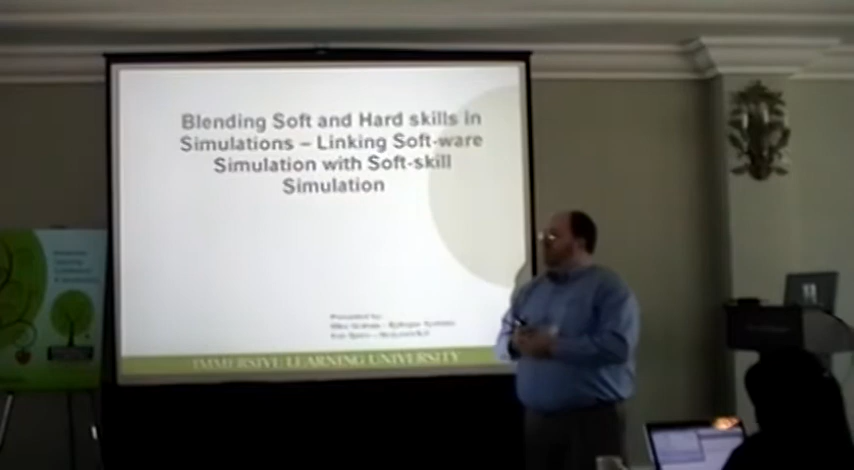 Blending Soft and Hard skills in
Simulations – Linking Soft-ware
Simulation with Soft-skill
Simulation
Presented by:
IMMERSIVE LEARNING UNIVERSITY